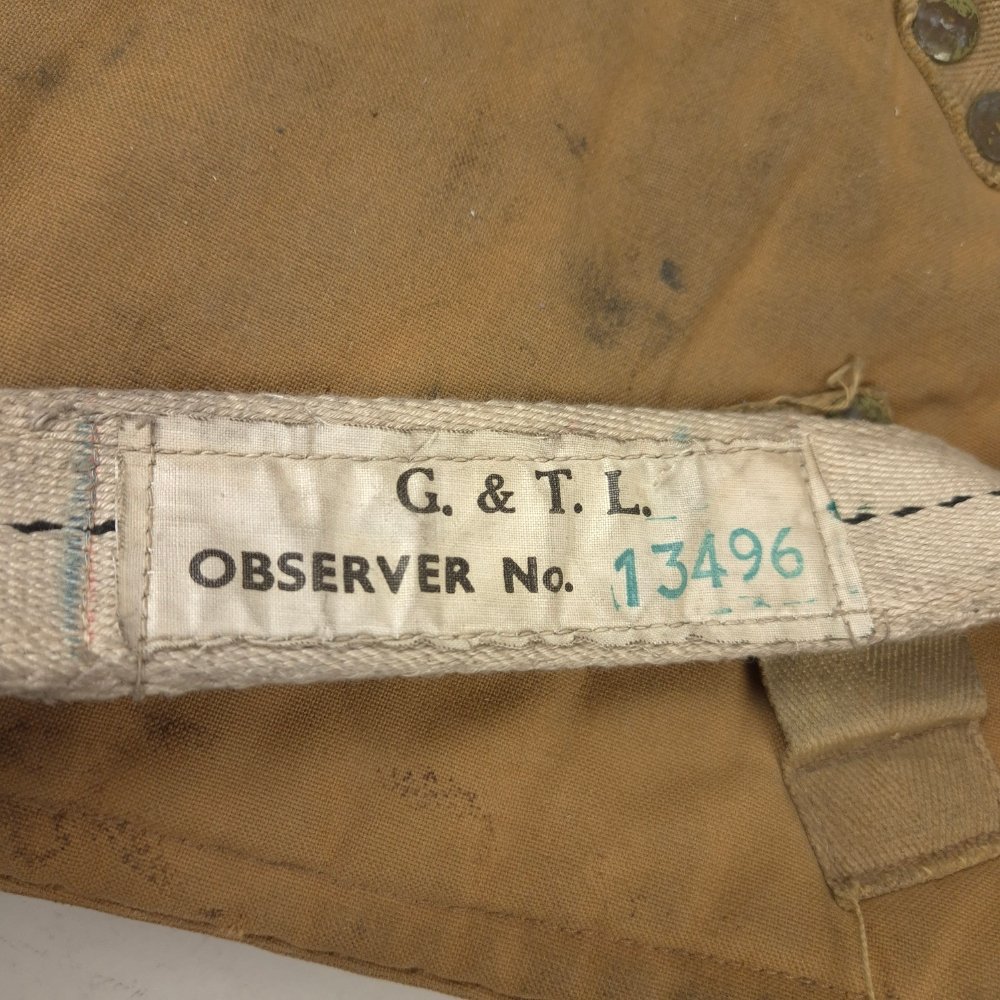 G. & T. L.
OBSERVER No. 13496